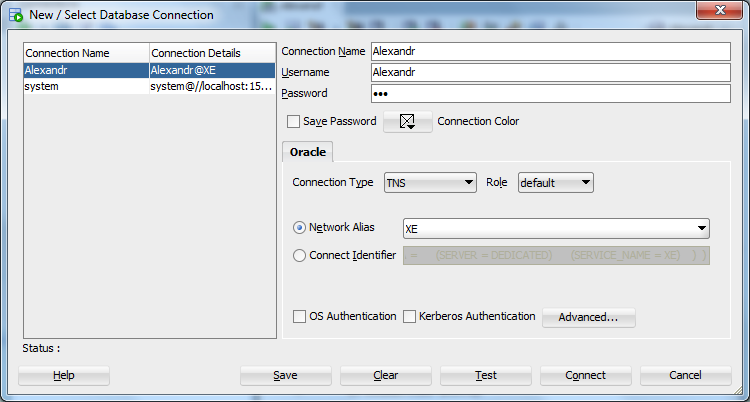 New / Select Database Connection
Connection Name Connection Details
Alexandr Alexandr@XE
system system@//localhost:15...
Connection Name Alexandr
Username Alexandr
Password •••
Save Password Connection Color
Oracle
Connection Type TNS Role default
Network Alias XE
Connect Identifier = (SERVER = DEDICATED) (SERVICE_NAME = XE) ) )
OS Authentication Kerberos Authentication Advanced...
Status :
Help Save Clear Test Connect Cancel